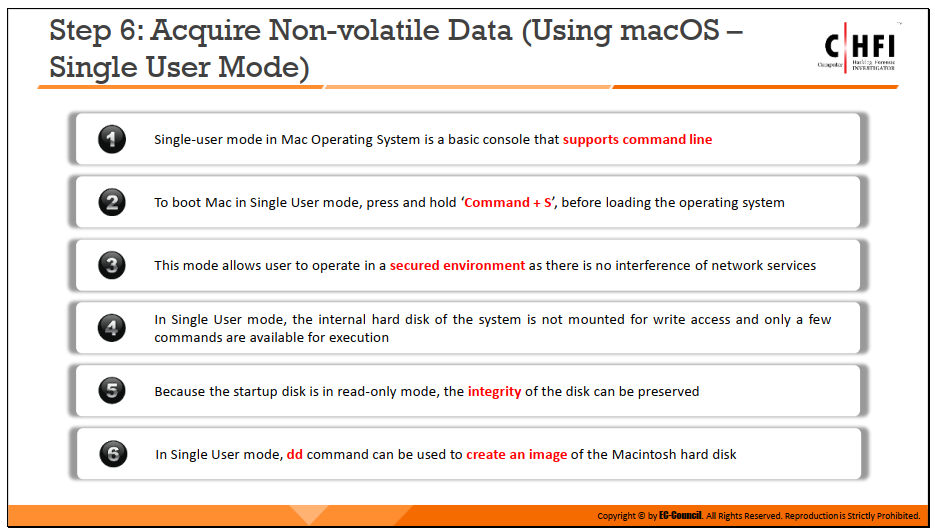 Step 6: Acquire Non-volatile Data (Using macOS –
Single User Mode)
CHFI
Computer Hacking Forensic
INVESTIGATOR
1
Single-user mode in Mac Operating System is a basic console that supports command line
2
To boot Mac in Single User mode, press and hold ‘Command + S’, before loading the operating system
3
This mode allows user to operate in a secured environment as there is no interference of network services
4
In Single User mode, the internal hard disk of the system is not mounted for write access and only a few
commands are available for execution
5
Because the startup disk is in read-only mode, the integrity of the disk can be preserved
6
In Single User mode, dd command can be used to create an image of the Macintosh hard disk
Copyright © by EC-Council. All Rights Reserved. Reproduction is Strictly Prohibited.